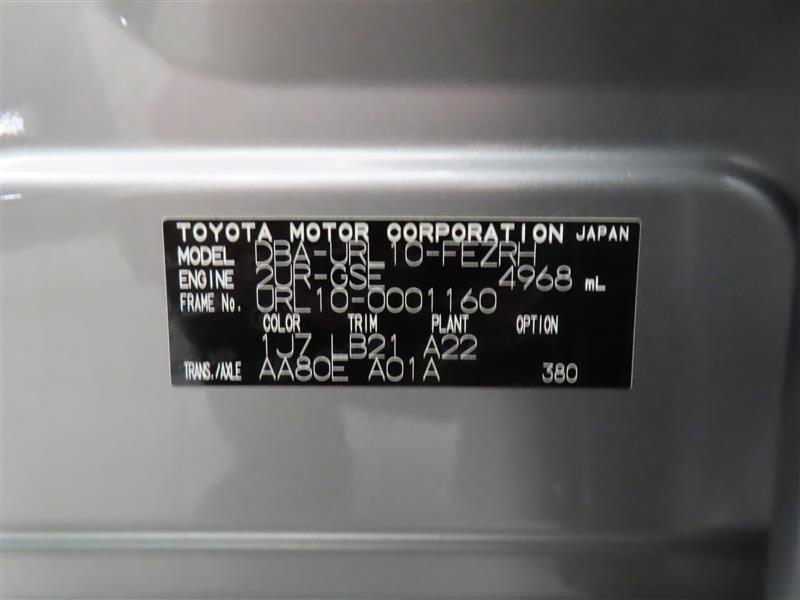 TOYOTA MOTOR CORPORATION JAPAN
MODEL DBA-URL10-FEZRH
ENGINE 2UR-GSE 4968 mL
FRAME No. URL10-0001160
COLOR TRIM PLANT OPTION
1J7 LB21 A22
TRANS./AXLE AA80E A01A 380